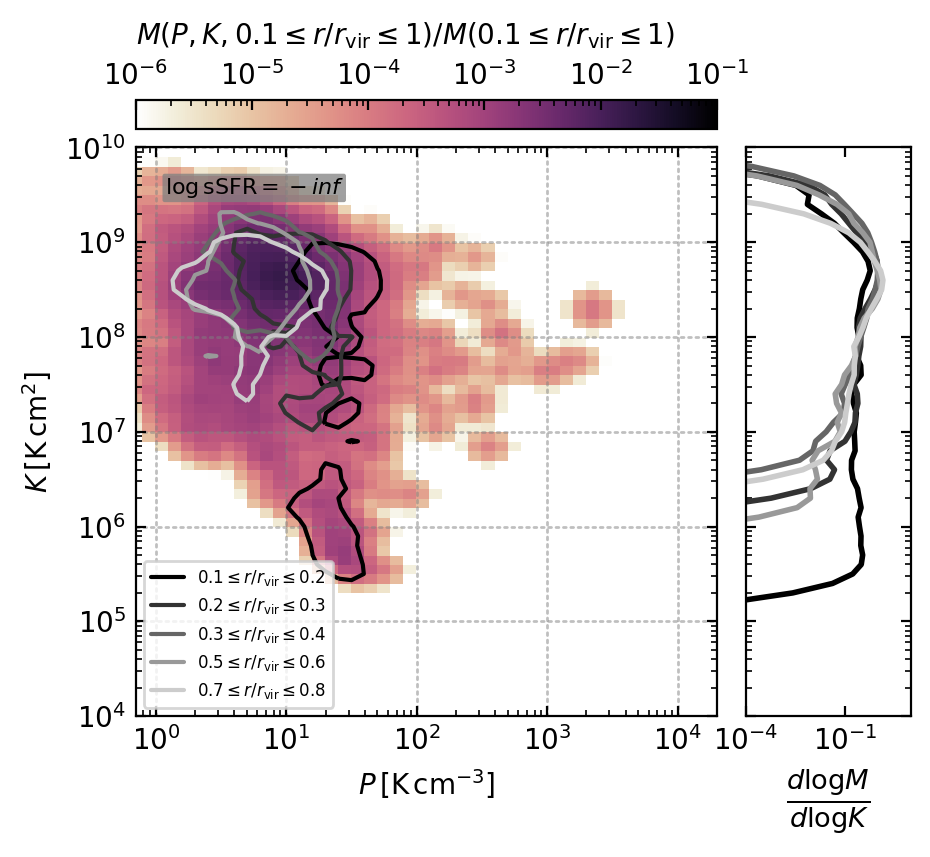 M(P, K, 0.1 ≤ r/r_vir ≤ 1)/M(0.1 ≤ r/r_vir ≤ 1)
10^−6 10^−5 10^−4 10^−3 10^−2 10^−1
10^10
10^9
10^8
10^7
10^6
10^5
10^4
K [K cm^2]
log sSFR = −inf
0.1 ≤ r/r_vir ≤ 0.2
0.2 ≤ r/r_vir ≤ 0.3
0.3 ≤ r/r_vir ≤ 0.4
0.5 ≤ r/r_vir ≤ 0.6
0.7 ≤ r/r_vir ≤ 0.8
10^0 10^1 10^2 10^3 10^4
P [K cm^−3]
10^−4 10^−1
dlogM
dlogK